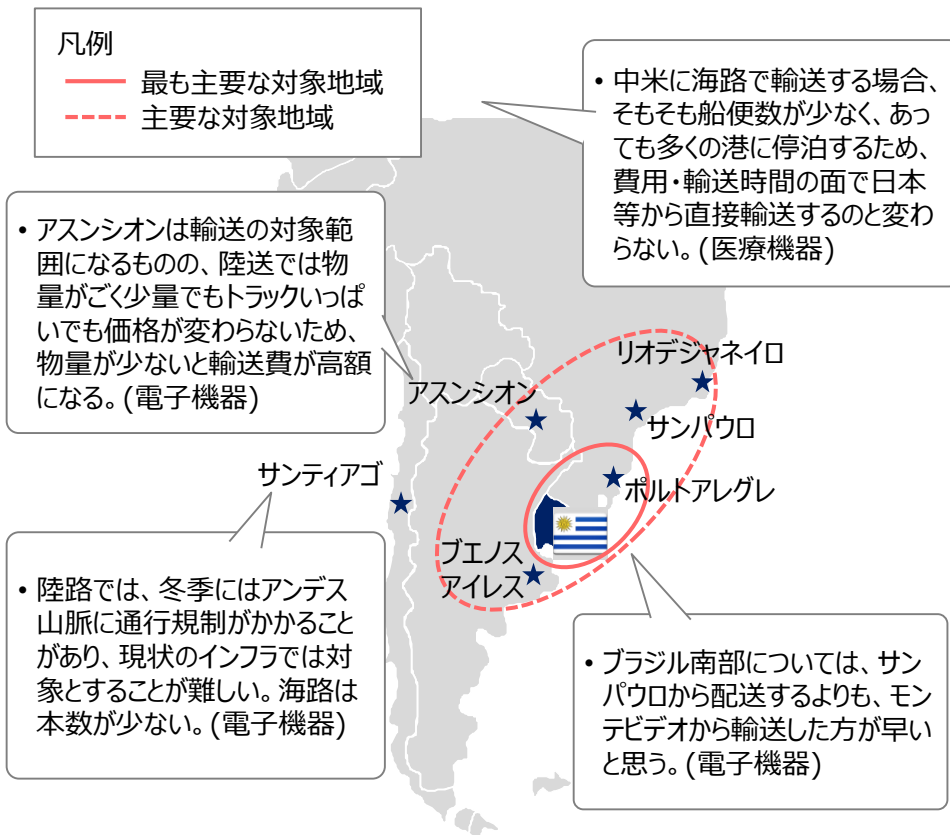 凡例
最も主要な対象地域
主要な対象地域
• 中米に海路で輸送する場合、
そもそも船便数が少なく、あっ
ても多くの港に停泊するため、
費用・輸送時間の面で日本
等から直接輸送するのと変わ
らない。(医療機器)
• アスンシオンは輸送の対象範
囲になるものの、陸送では物
量がごく少量でもトラックいっぱ
いでも価格が変わらないため、
物量が少ないと輸送費が高額
になる。(電子機器)
リオデジャネイロ
アスンシオン
サンパウロ
サンティアゴ
ポルトアレグレ
ブエノス
アイレス
• 陸路では、冬季にはアンデス
山脈に通行規制がかかること
があり、現状のインフラでは対
象とすることが難しい。海路は
本数が少ない。(電子機器)
• ブラジル南部については、サン
パウロから配送するよりも、モン
テビデオから輸送した方が早い
と思う。(電子機器)